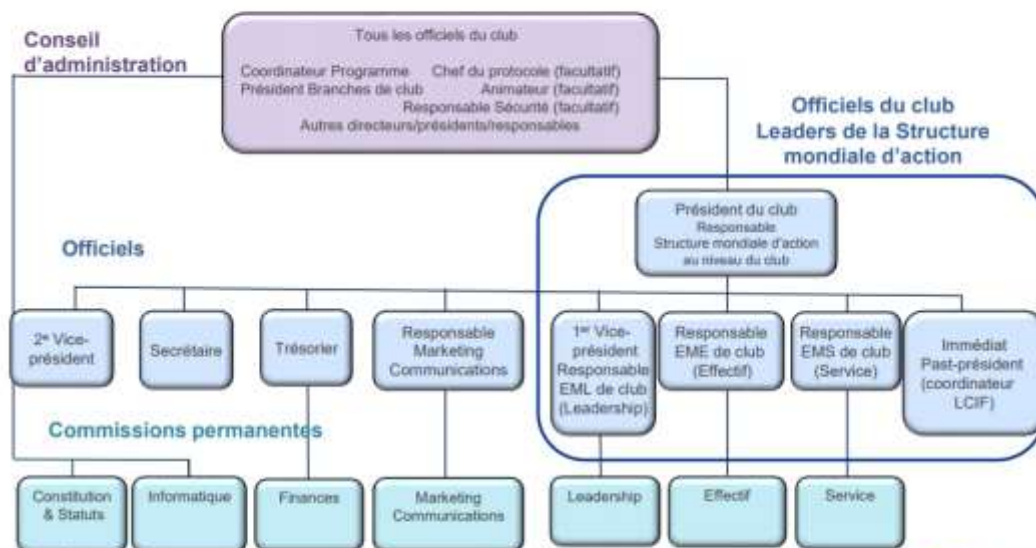 Conseil
d'administration
Tous les officiels du club
Coordinateur Programme Chef du protocole (facultatif)
Président Branches de club Animateur (facultatif)
Responsable Sécurité (facultatif)
Autres directeurs/présidents/responsables
Officiels du club
Leaders de la Structure
mondiale d'action
Président du club
Responsable
Structure mondiale d'action
au niveau du club
Officiels
2e Vice-
président
Secrétaire
Trésorier
Responsable
Marketing
Communications
1er Vice-
président
Responsable
EML de club
(Leadership)
Responsable
EME de club
(Effectif)
Responsable
EMS de club
(Service)
Immédiat
Past-président
(coordinateur
LCIF)
Commissions permanentes
Constitution
& Statuts
Informatique
Finances
Marketing
Communications
Leadership
Effectif
Service